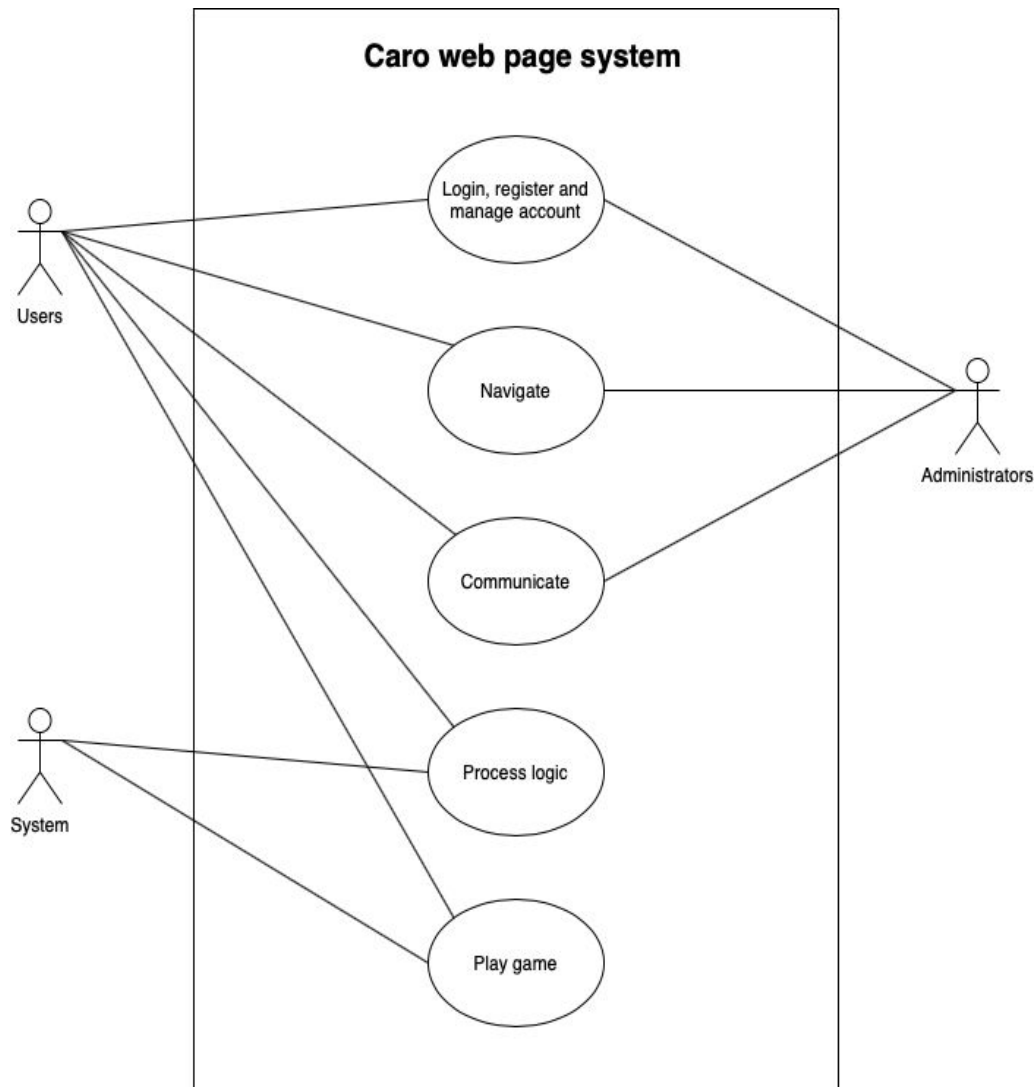 Caro web page system
Login, register and
manage account
Users
Navigate
Administrators
Communicate
Process logic
System
Play game